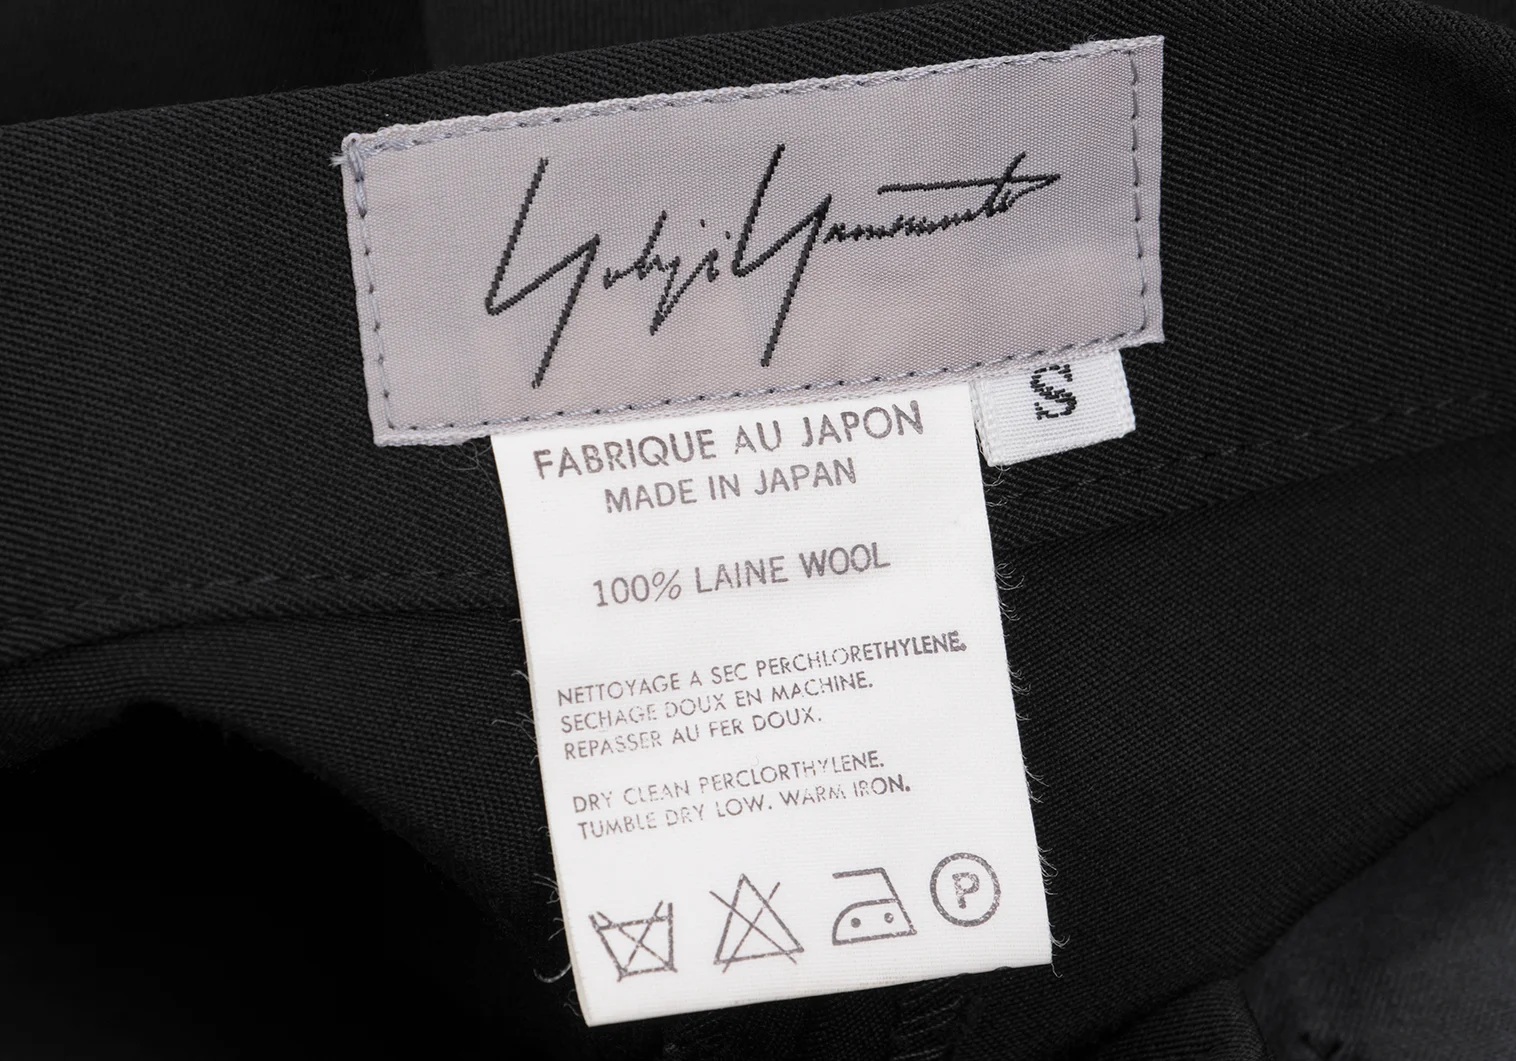 Yohji Yamamoto
S
FABRIQUE AU JAPON
MADE IN JAPAN
100% LAINE WOOL
NETTOYAGE A SEC PERCHLORETHYLENE.
SECHAGE DOUX EN MACHINE.
REPASSER AU FER DOUX.
DRY CLEAN PERCLORTHYLENE.
TUMBLE DRY LOW. WARM IRON.
P